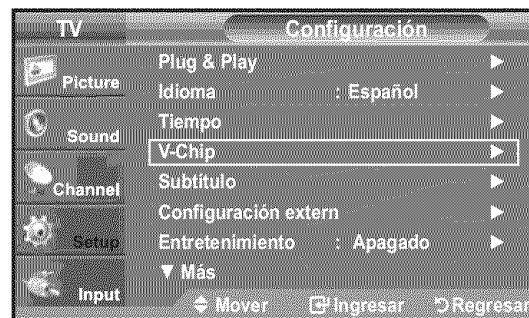 TV
Configuración
Picture
Sound
Channel
Setup
Input
Plug & Play
Idioma : Español
Tiempo
V-Chip
Subtítulo
Configuración extern
Entretenimiento : Apagado
▼ Más
Mover Ingresar Regresar